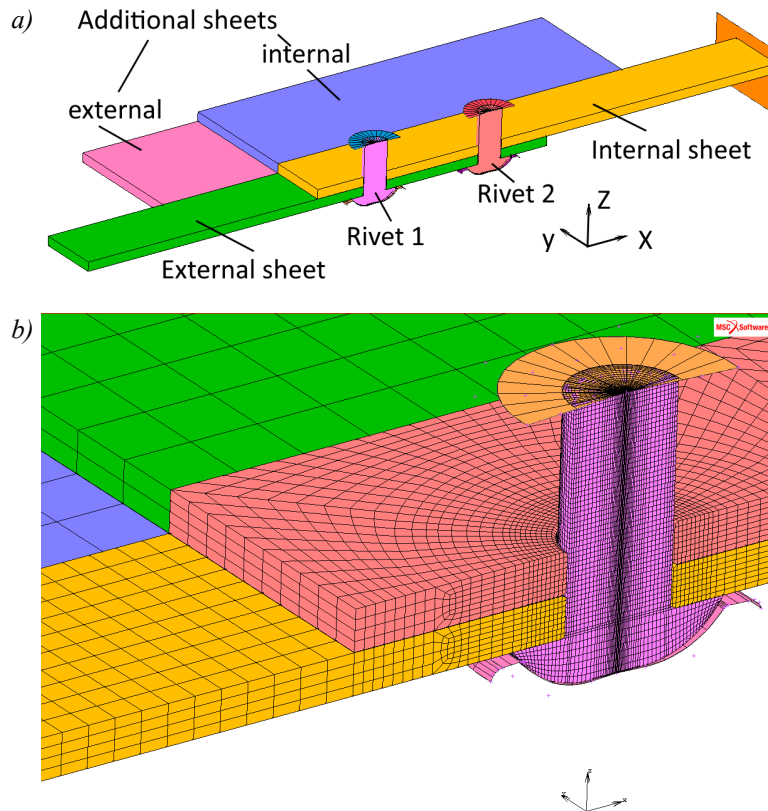 a)
Additional sheets
internal
external
Internal sheet
Rivet 2
Rivet 1
External sheet
Z
y
X
b)
MSC Software